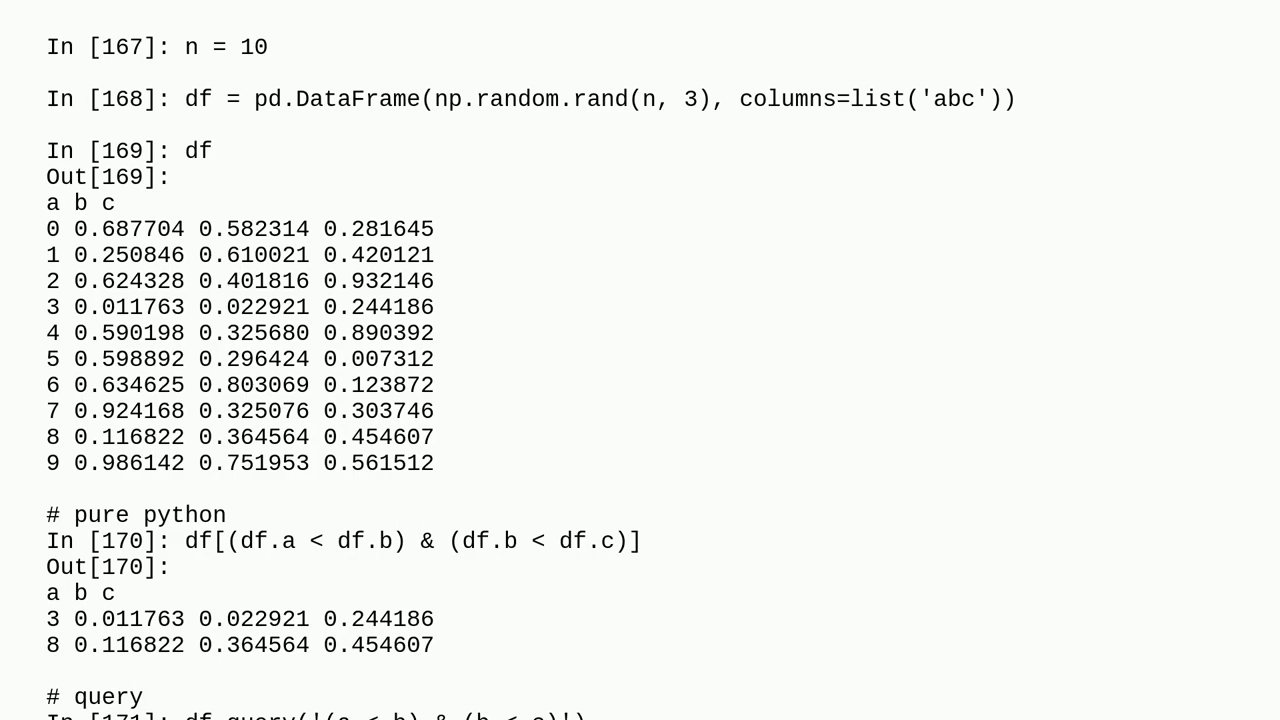 In [167]: n = 10
In [168]: df = pd.DataFrame(np.random.rand(n, 3), columns=list('abc'))
In [169]: df
Out[169]:
a b c
0 0.687704 0.582314 0.281645
1 0.250846 0.610021 0.420121
2 0.624328 0.401816 0.932146
3 0.011763 0.022921 0.244186
4 0.590198 0.325680 0.890392
5 0.598892 0.296424 0.007312
6 0.634625 0.803069 0.123872
7 0.924168 0.325076 0.303746
8 0.116822 0.364564 0.454607
9 0.986142 0.751953 0.561512
# pure python
In [170]: df[(df.a < df.b) & (df.b < df.c)]
Out[170]:
a b c
3 0.011763 0.022921 0.244186
8 0.116822 0.364564 0.454607
# query
In [171]: df.query('(a < b) & (b < c)')